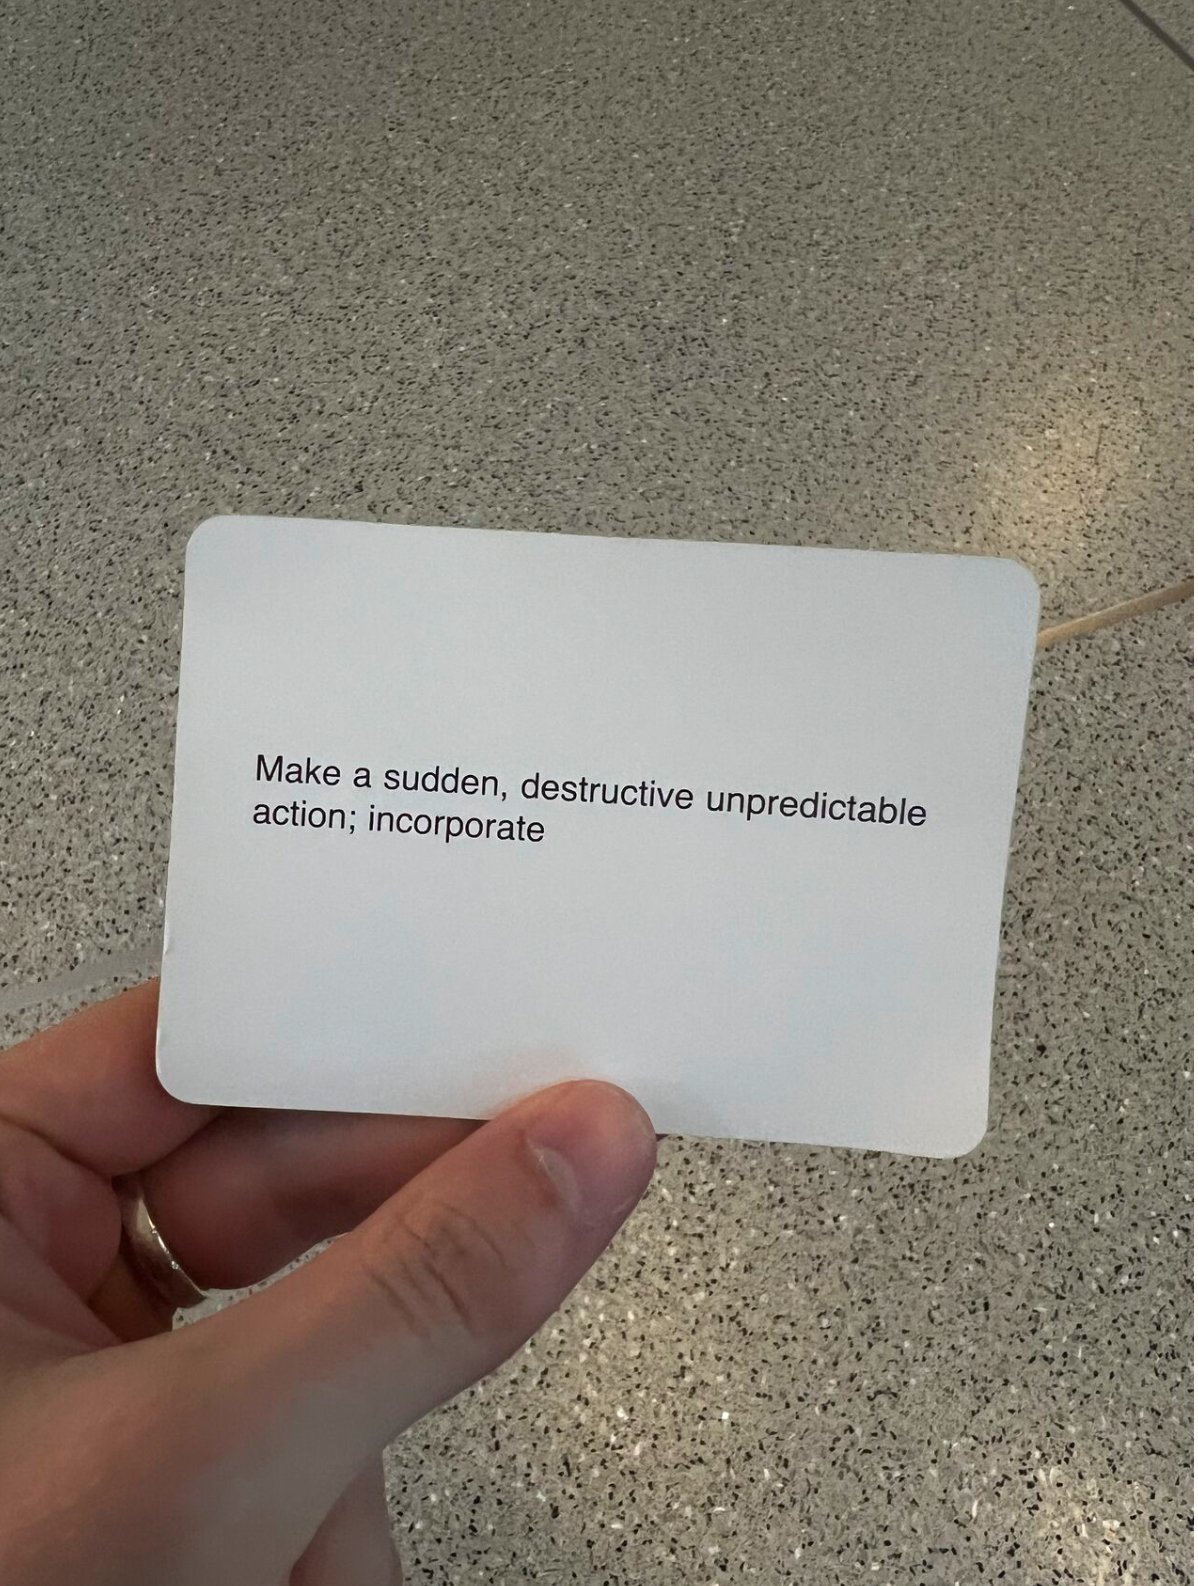 Make a sudden, destructive unpredictable
action; incorporate